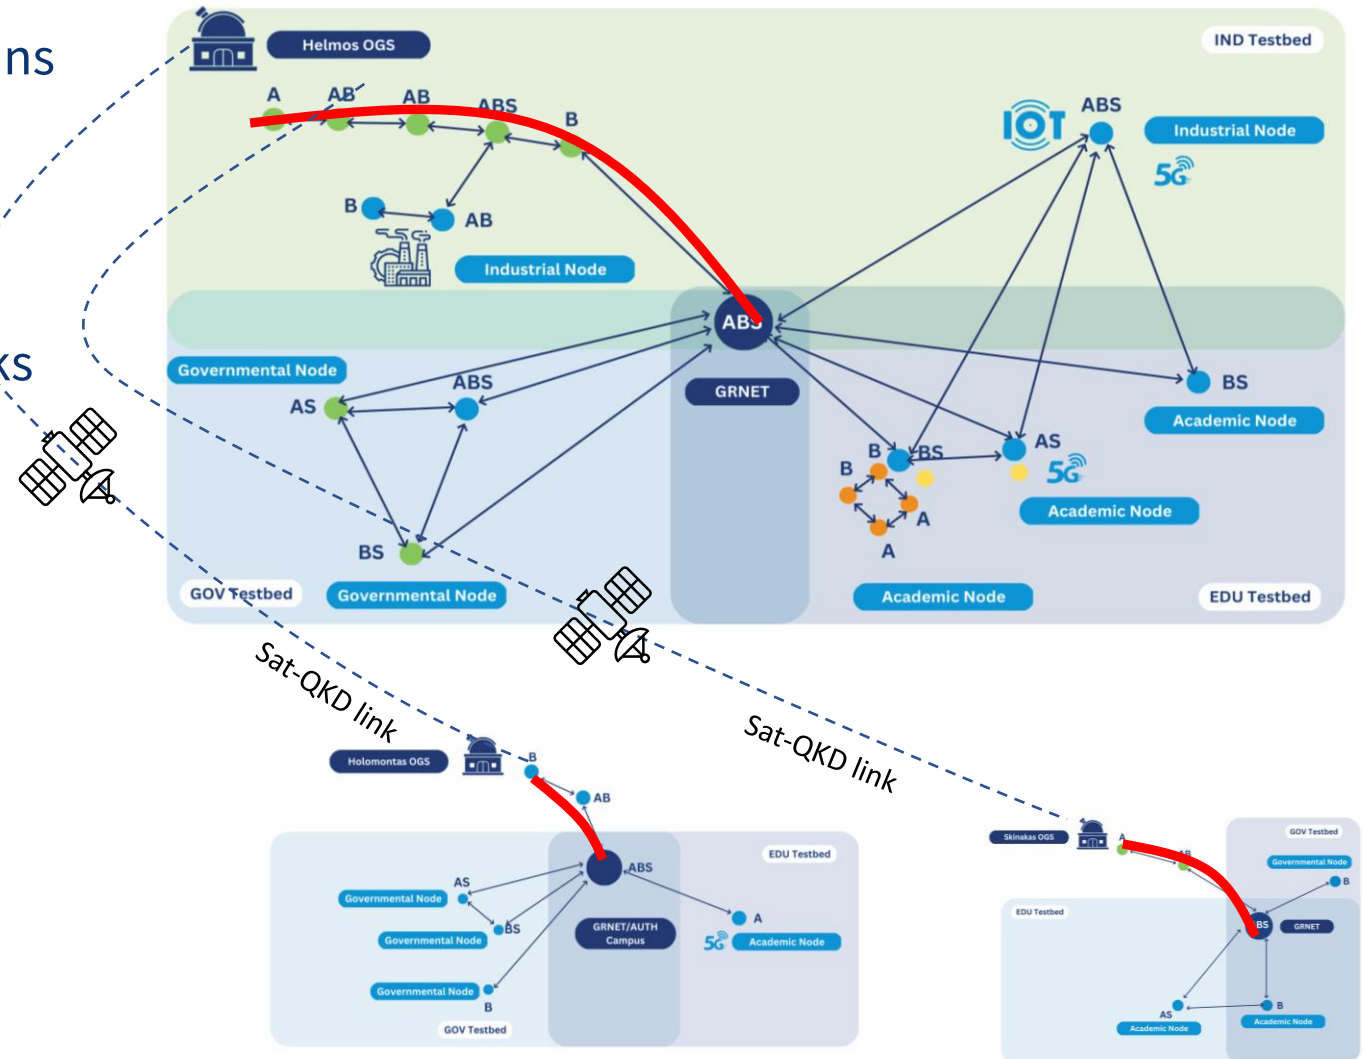 ns
Helmos OGS
IND Testbed
A
AB
AB
ABS
B
IOT
ABS
Industrial Node
5G
B
AB
Industrial Node
ABS
GRNET
ks
Governmental Node
AS
ABS
BS
GOV Testbed
Governmental Node
BS
Academic Node
B
BS
AS
5G
B
A
A
Academic Node
Academic Node
EDU Testbed
Sat-QKD link
Sat-QKD link
Holomontas OGS
B
AB
ABS
EDU Testbed
AS
Governmental Node
BS
Governmental Node
GRNET/AUTH
Campus
A
5G
Academic Node
Governmental Node
B
GOV Testbed
Skinakas OGS
A
AB
GOV Testbed
Governmental Node
B
EDU Testbed
BS
GRNET
AS
Academic Node
B
Academic Node